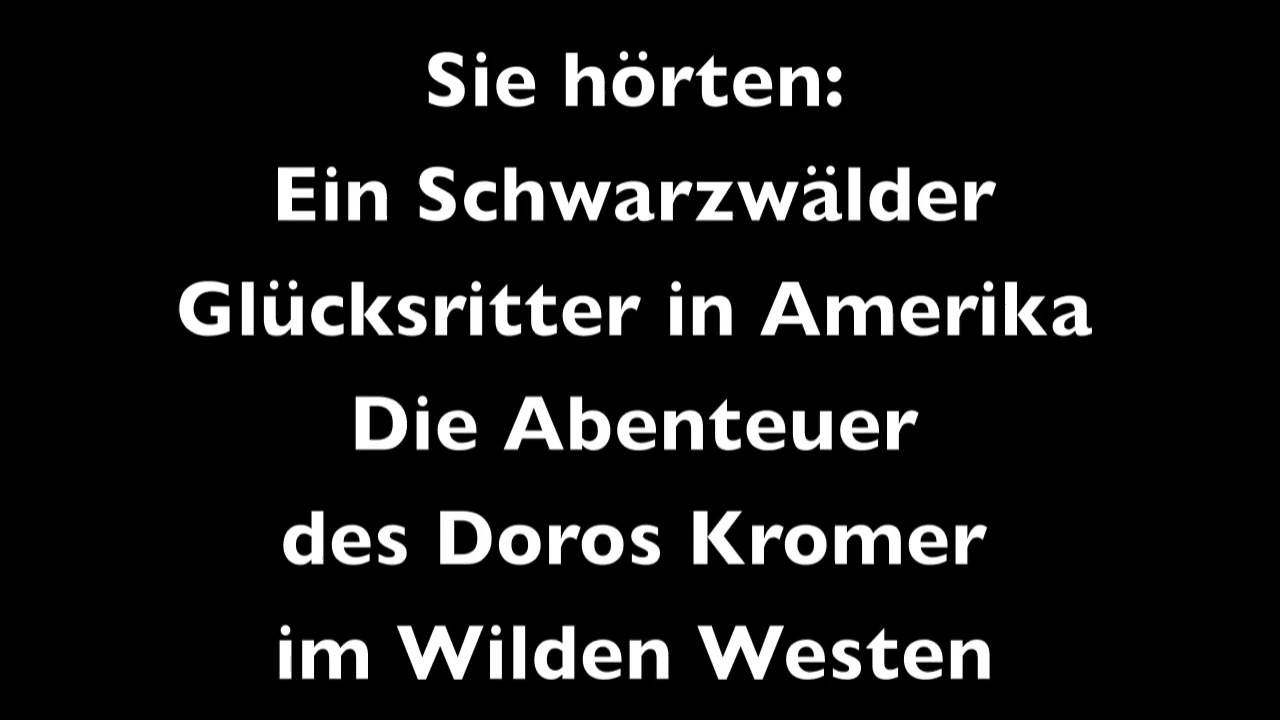 Sie hörten:
Ein Schwarzwälder
Glücksritter in Amerika
Die Abenteuer
des Doros Kromer
im Wilden Westen